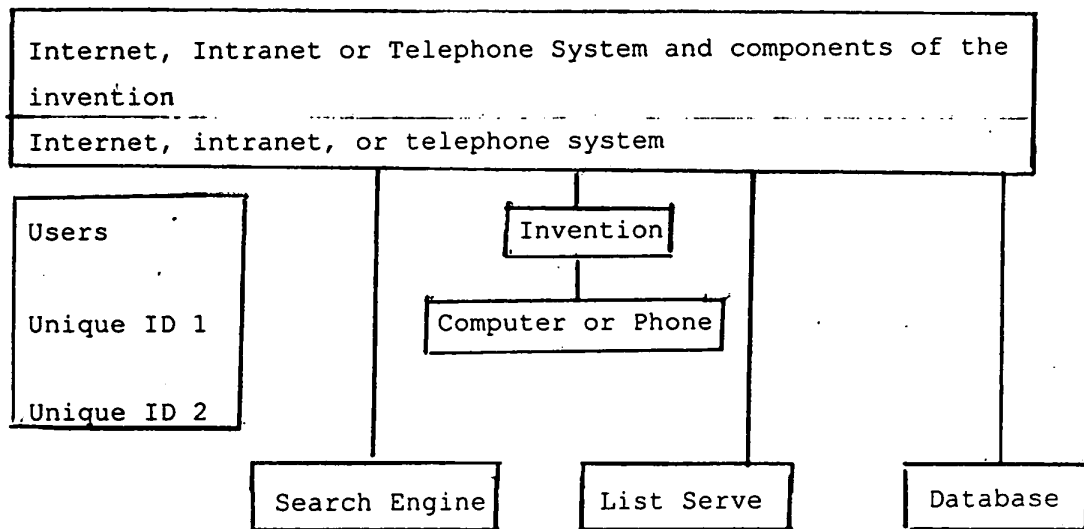 Internet, Intranet or Telephone System and components of the
invention
Internet, intranet, or telephone system
Users
Invention
Unique ID 1
Computer or Phone
Unique ID 2
Search Engine
List Serve
Database